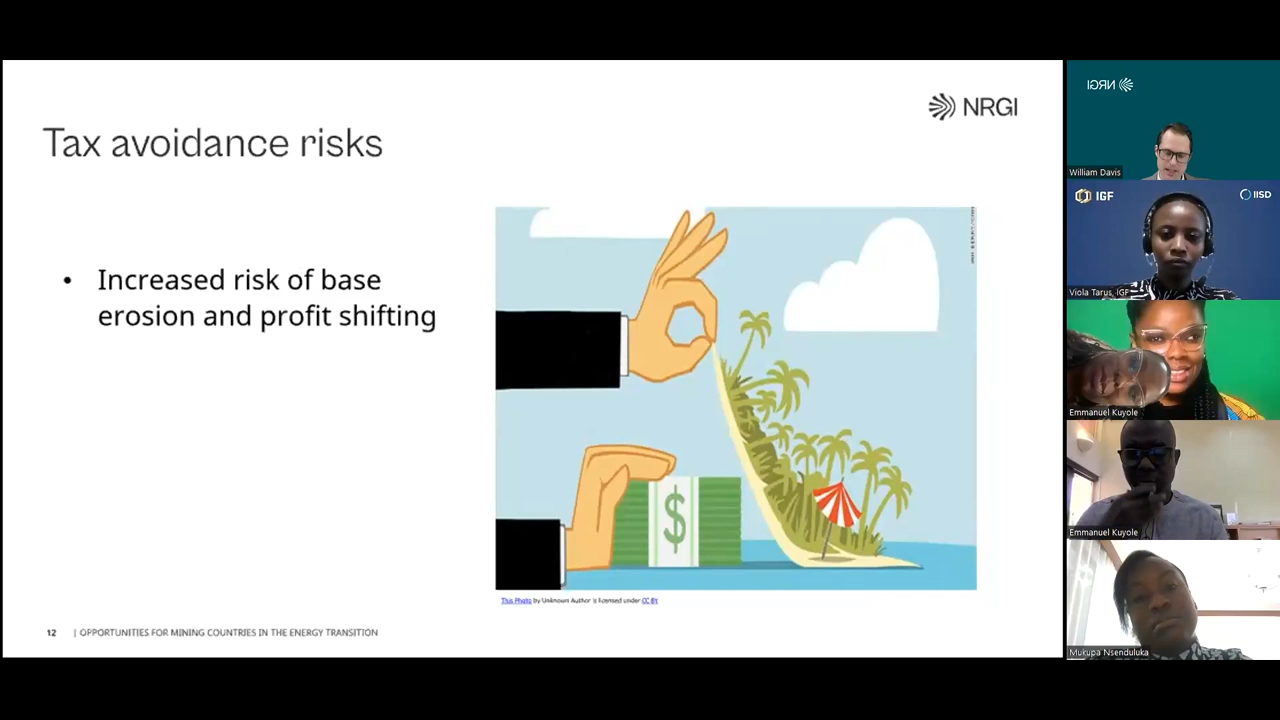 NRGI
Tax avoidance risks
• Increased risk of base
erosion and profit shifting
$
This Photo by Unknown Author is licensed under CC BY
12 | OPPORTUNITIES FOR MINING COUNTRIES IN THE ENERGY TRANSITION
NRGI
William Davis
IGF
IISD
Viola Tarus, IGF
Emmanuel Kuyole
Emmanuel Kuyole
Mukupa Nsenduluka